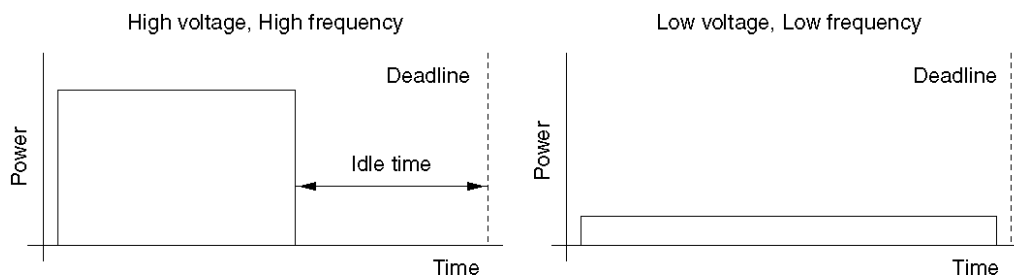 High voltage, High frequency
Deadline
Idle time
Power
Time
Low voltage, Low frequency
Deadline
Power
Time